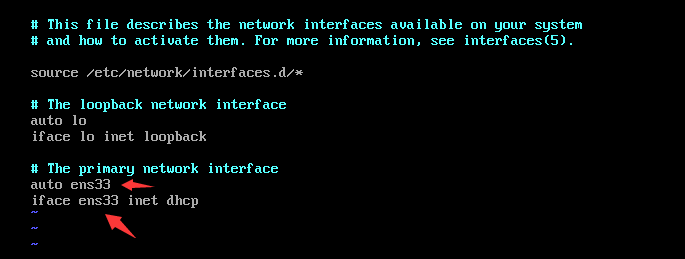 # This file describes the network interfaces available on your system
# and how to activate them. For more information, see interfaces(5).
source /etc/network/interfaces.d/*
# The loopback network interface
auto lo
iface lo inet loopback
# The primary network interface
auto ens33
iface ens33 inet dhcp
~
~
~